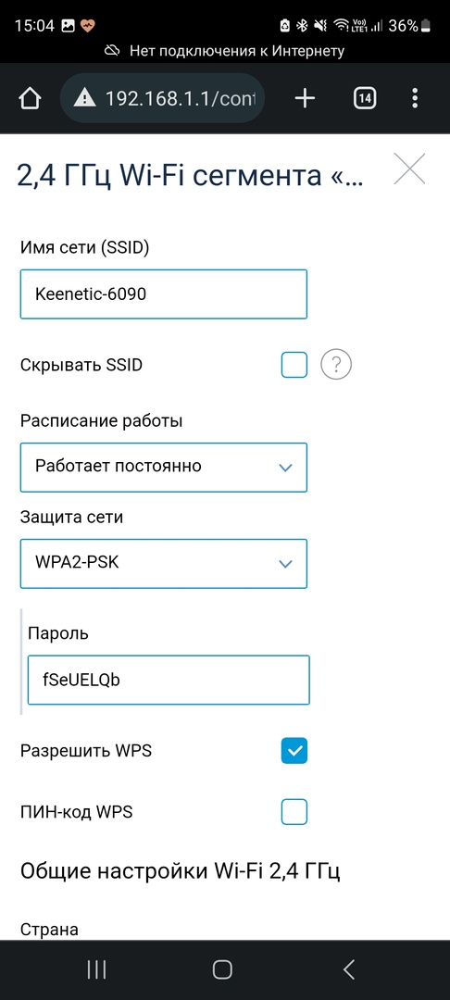 15:04
Vo)) LTE1 36%
Нет подключения к Интернету
192.168.1.1/con
14
2,4 ГГц Wi-Fi сегмента «...
Имя сети (SSID)
Keenetic-6090
Скрывать SSID
?
Расписание работы
Работает постоянно
Защита сети
WPA2-PSK
Пароль
fSeUELQb
Разрешить WPS
ПИН-код WPS
Общие настройки Wi-Fi 2,4 ГГц
Страна